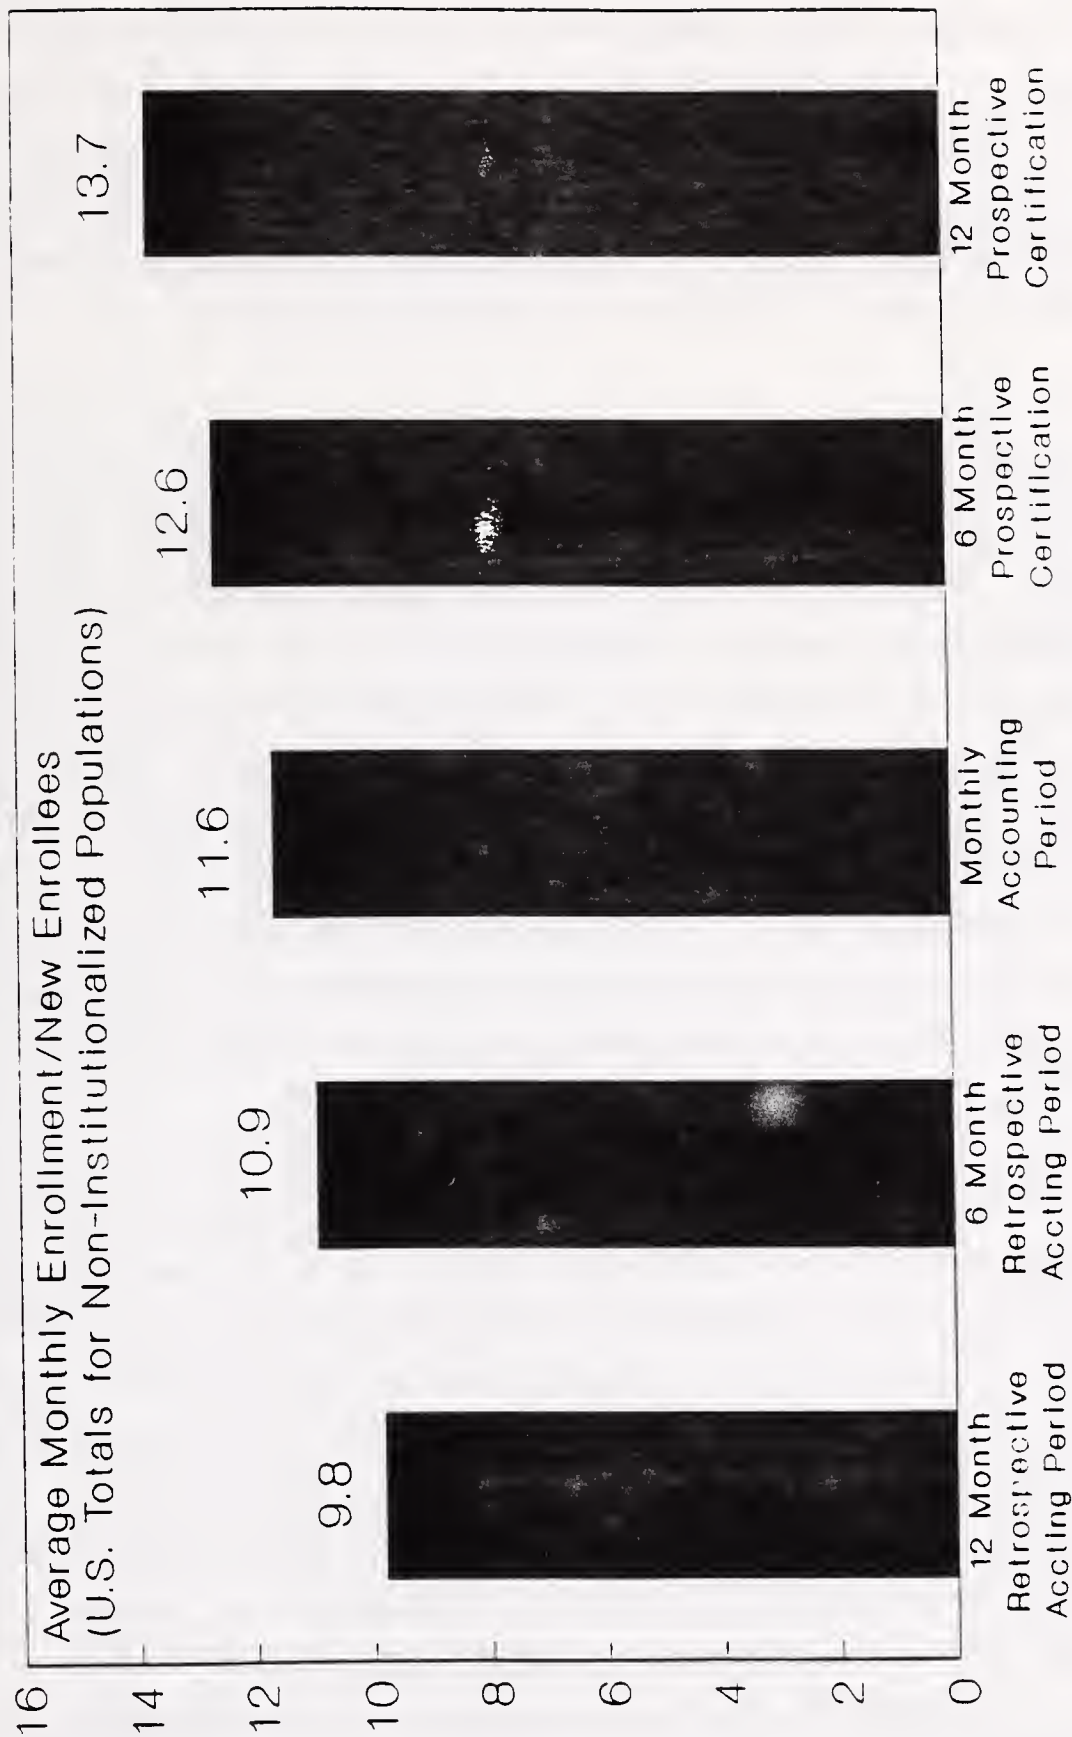 Average Monthly Enrollment/New Enrollees
(U.S. Totals for Non-Institutionalized Populations)
16
14
12
10
8
6
4
2
0
9.8
10.9
11.6
12.6
13.7
12 Month
Retrospective
Accting Period
6 Month
Retrospective
Accting Period
Monthly
Accounting
Period
6 Month
Prospective
Certification
12 Month
Prospective
Certification